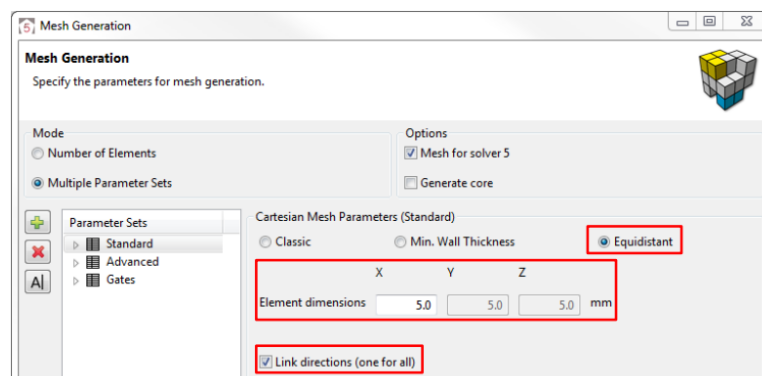 5 Mesh Generation
Mesh Generation
Specify the parameters for mesh generation.
Mode
Number of Elements
Multiple Parameter Sets
Options
Mesh for solver 5
Generate core
A
Parameter Sets
Standard
Advanced
Gates
Cartesian Mesh Parameters (Standard)
Classic Min. Wall Thickness Equidistant
X Y Z
Element dimensions 5.0 5.0 5.0 mm
Link directions (one for all)